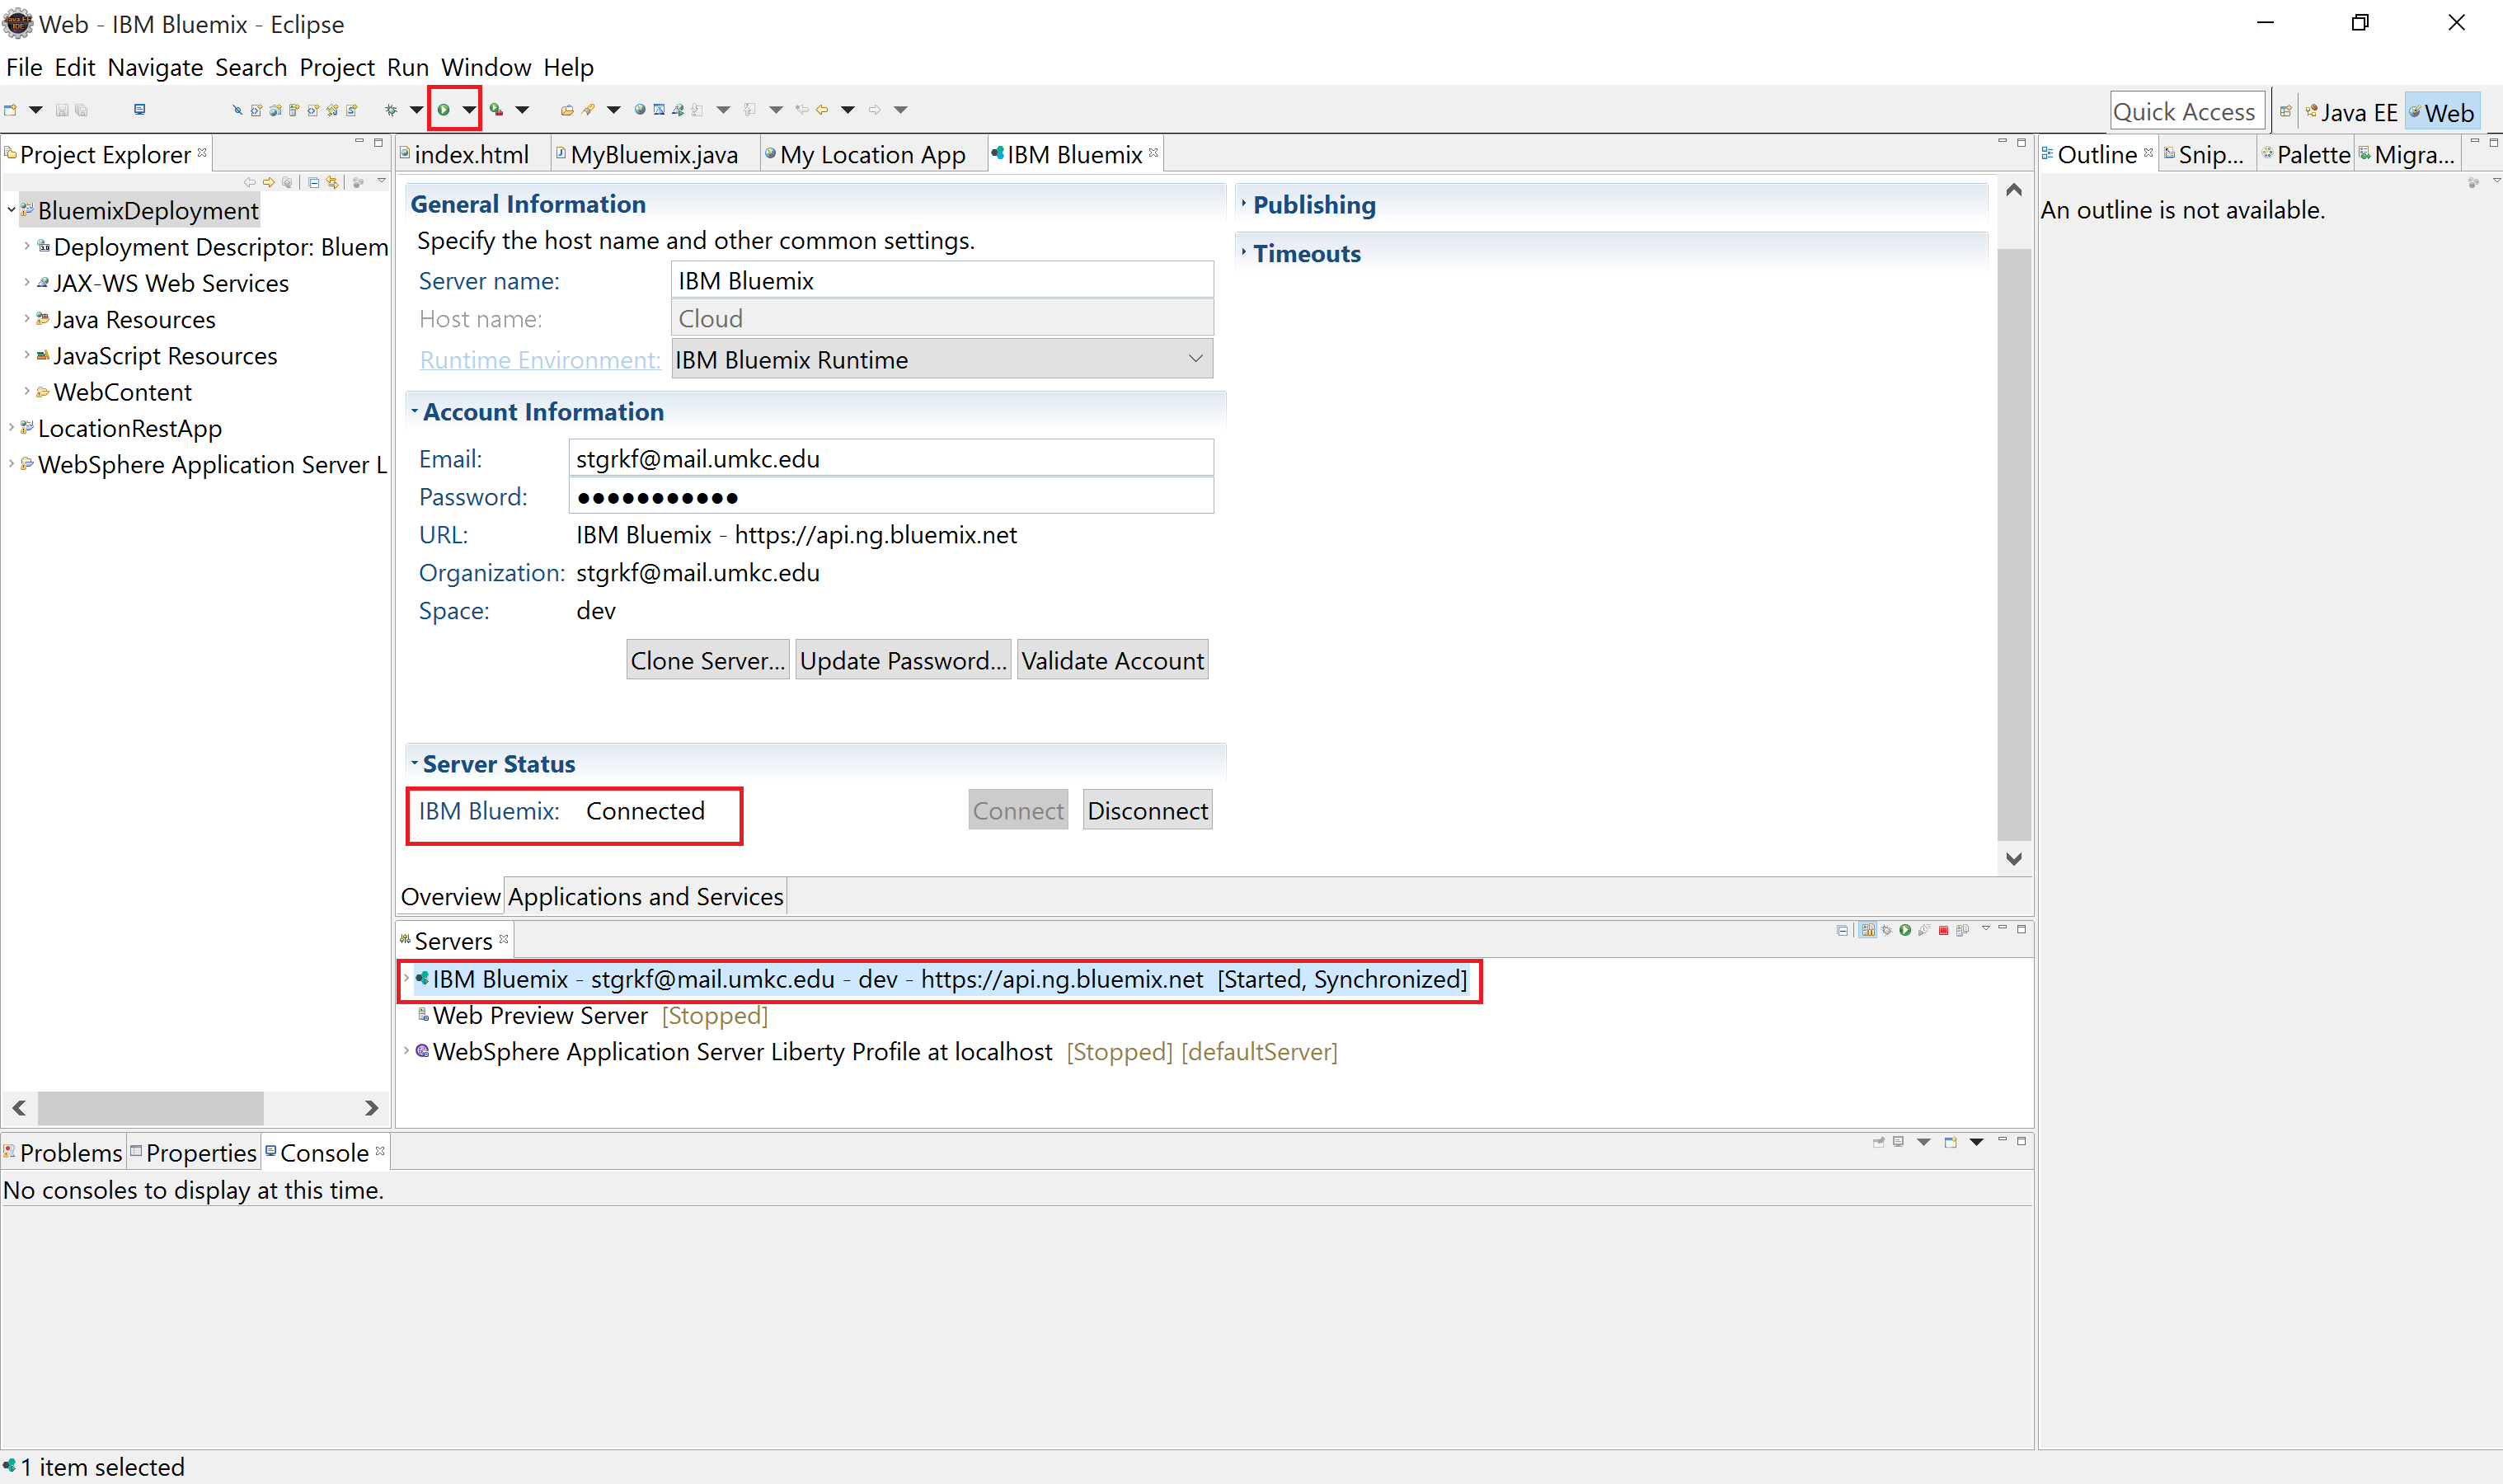 Web - IBM Bluemix - Eclipse
File Edit Navigate Search Project Run Window Help
Quick Access
Java EE
Web
Project Explorer
BluemixDeployment
Deployment Descriptor: Bluem
JAX-WS Web Services
Java Resources
JavaScript Resources
WebContent
LocationRestApp
WebSphere Application Server L
index.html
MyBluemix.java
My Location App
IBM Bluemix
General Information
Specify the host name and other common settings.
Server name: IBM Bluemix
Host name: Cloud
Runtime Environment: IBM Bluemix Runtime
Account Information
Email: stgrkf@mail.umkc.edu
Password: ●●●●●●●●●●●
URL: IBM Bluemix - https://api.ng.bluemix.net
Organization: stgrkf@mail.umkc.edu
Space: dev
Clone Server... Update Password... Validate Account
Server Status
IBM Bluemix: Connected
Connect Disconnect
Publishing
Timeouts
Overview Applications and Services
Servers
IBM Bluemix - stgrkf@mail.umkc.edu - dev - https://api.ng.bluemix.net [Started, Synchronized]
Web Preview Server [Stopped]
WebSphere Application Server Liberty Profile at localhost [Stopped] [defaultServer]
Problems Properties Console
No consoles to display at this time.
Outline Snip... Palette Migra...
An outline is not available.
1 item selected